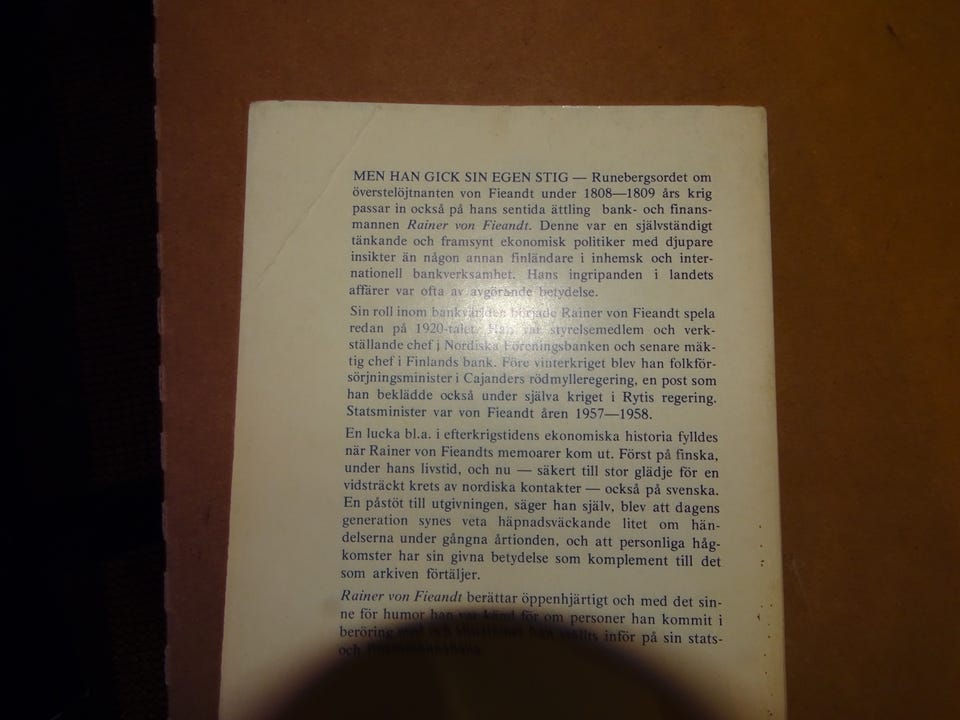 MEN HAN GICK SIN EGEN STIG — Runebergsordet om
överstelöjtnanten von Fieandt under 1808—1809 års krig
passar in också på hans sentida ättling bank- och finans-
mannen Rainer von Fieandt. Denne var en självständigt
tänkande och framsynt ekonomisk politiker med djupare
insikter än någon annan finländare i inhemsk och inter-
nationell bankverksamhet. Hans ingripanden i landets
affärer var ofta av avgörande betydelse.
Sin roll inom bankvärlden började Rainer von Fieandt spela
redan på 1920-talet. Han var styrelsemedlem och verk-
ställande chef i Nordiska Föreningsbanken och senare mäk-
tig chef i Finlands bank. Före vinterkriget blev han folkför-
sörjningsminister i Cajanders rödmylleregering, en post som
han beklädde också under själva kriget i Rytis regering.
Statsminister var von Fieandt åren 1957—1958.
En lucka bl.a. i efterkrigstidens ekonomiska historia fylldes
när Rainer von Fieandts memoarer kom ut. Först på finska,
under hans livstid, och nu — säkert till stor glädje för en
vidsträckt krets av nordiska kontakter — också på svenska.
En påstöt till utgivningen, säger han själv, blev att dagens
generation synes veta häpnadsväckande litet om hän-
delserna under gångna årtionden, och att personliga håg-
komster har sin givna betydelse som komplement till det
som arkiven förtäljer.
Rainer von Fieandt berättar öppenhjärtigt och med det sin-
ne för humor han var känd för om personer han kommit i
beröring med och situationer han ställts inför på sin stats-
och